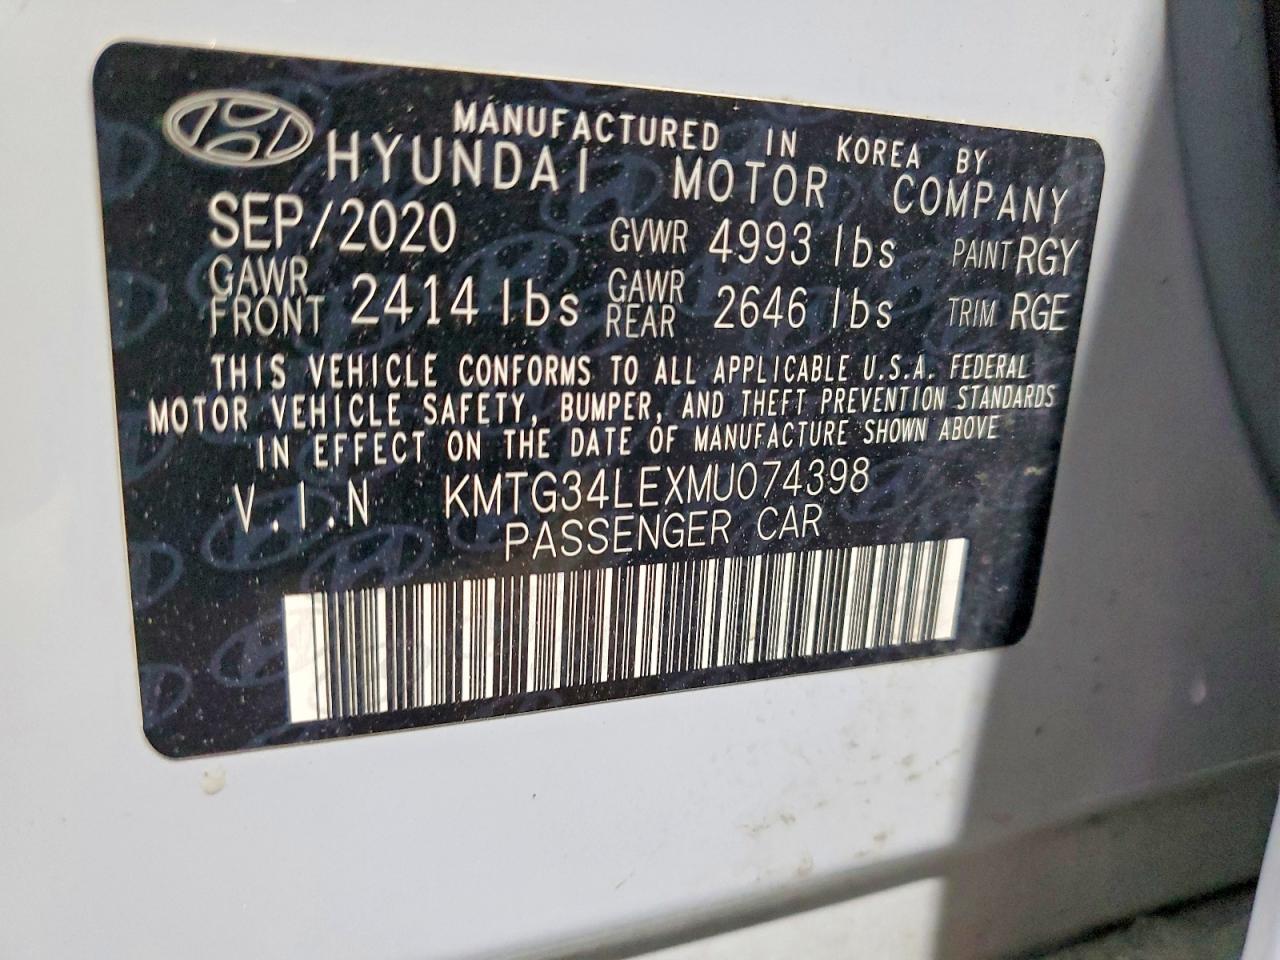 MANUFACTURED IN KOREA BY
HYUNDAI MOTOR COMPANY
SEP/2020 GVWR 4993 lbs PAINT RGY
GAWR FRONT 2414 lbs GAWR REAR 2646 lbs TRIM RGE
THIS VEHICLE CONFORMS TO ALL APPLICABLE U.S.A. FEDERAL
MOTOR VEHICLE SAFETY, BUMPER, AND THEFT PREVENTION STANDARDS
IN EFFECT ON THE DATE OF MANUFACTURE SHOWN ABOVE
V.I.N KMTG34LEXMU074398
PASSENGER CAR